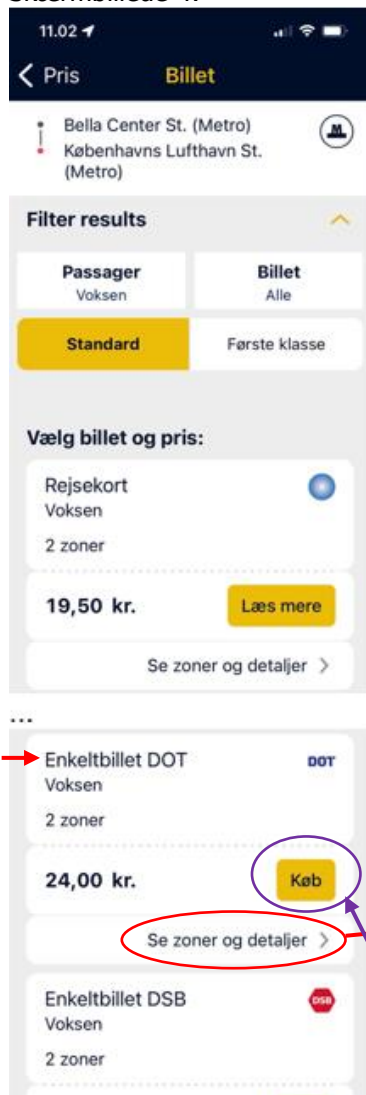 11.02
Pris Billet
Bella Center St. (Metro)
Københavns Lufthavn St.
(Metro)
M
Filter results
Passager Billet
Voksen Alle
Standard Første klasse
Vælg billet og pris:
Rejsekort
Voksen
2 zoner
19,50 kr. Læs mere
Se zoner og detaljer >
...
Enkeltbillet DOT DOT
Voksen
2 zoner
24,00 kr. Køb
Se zoner og detaljer >
Enkeltbillet DSB DSB
Voksen
2 zoner